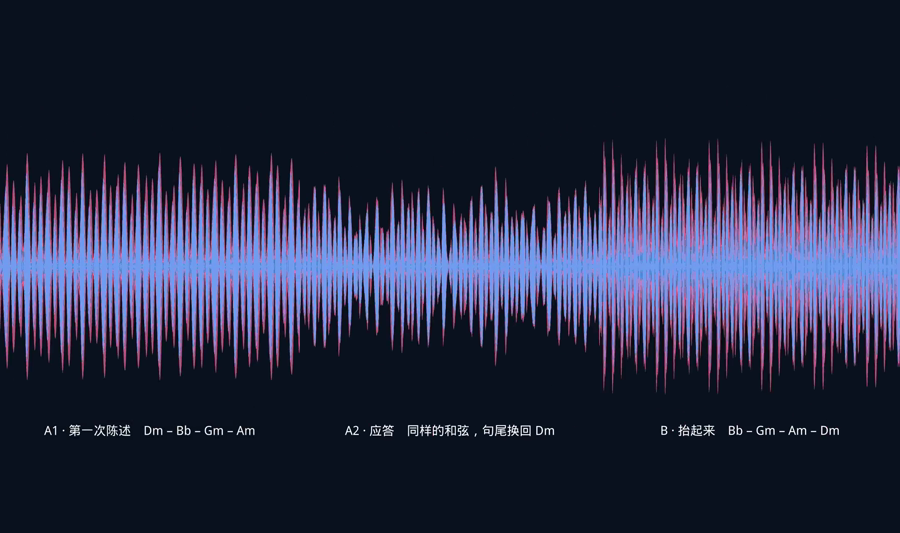 A1 · 第一次陈述 Dm – Bb – Gm – Am
A2 · 应答 同样的和弦，句尾换回 Dm
B · 抬起来 Bb – Gm – Am – Dm